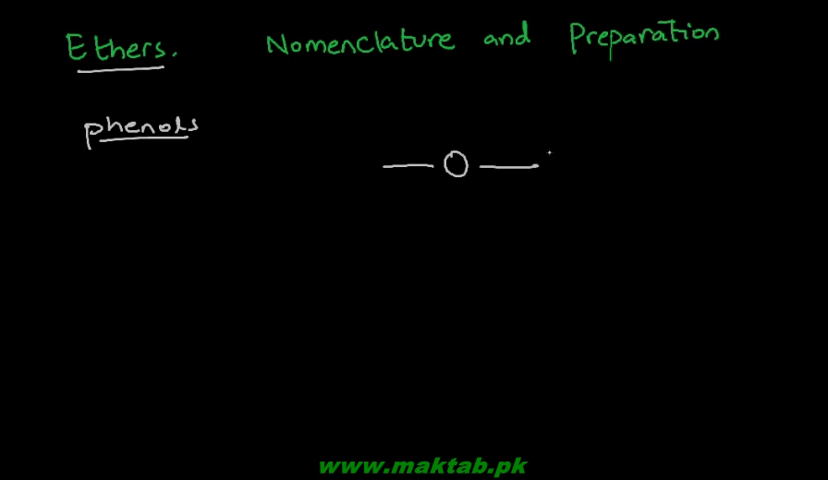 Ethers. Nomenclature and Preparation
phenols
— O —
www.maktab.pk